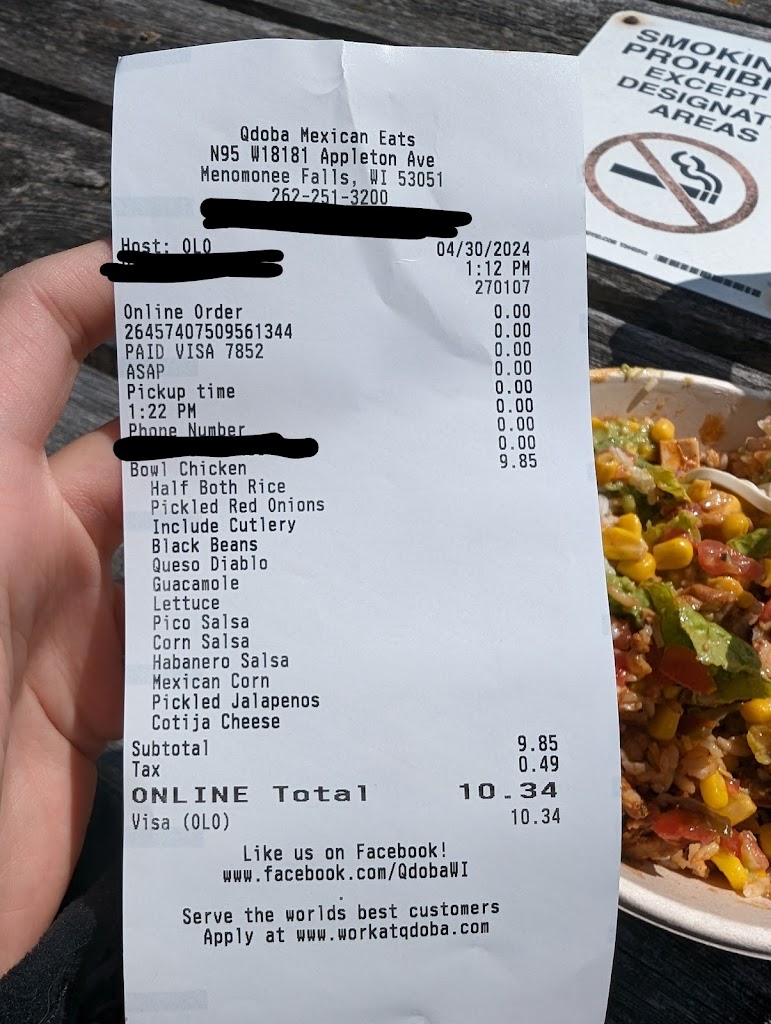 Qdoba Mexican Eats
N95 W18181 Appleton Ave
Menomonee Falls, WI 53051
262-251-3200
Host: OLO 04/30/2024
1:12 PM
270107
Online Order 0.00
26457407509561344 0.00
PAID VISA 7852 0.00
ASAP 0.00
Pickup time 0.00
1:22 PM 0.00
Phone Number 0.00
0.00
Bowl Chicken 9.85
Half Both Rice
Pickled Red Onions
Include Cutlery
Black Beans
Queso Diablo
Guacamole
Lettuce
Pico Salsa
Corn Salsa
Habanero Salsa
Mexican Corn
Pickled Jalapenos
Cotija Cheese
Subtotal 9.85
Tax 0.49
ONLINE Total 10.34
Visa (OLO) 10.34
Like us on Facebook!
www.facebook.com/QdobaWI
.
Serve the worlds best customers
Apply at www.workatqdoba.com
SMOKIN
PROHIBI
EXCEPT
DESIGNAT
AREAS